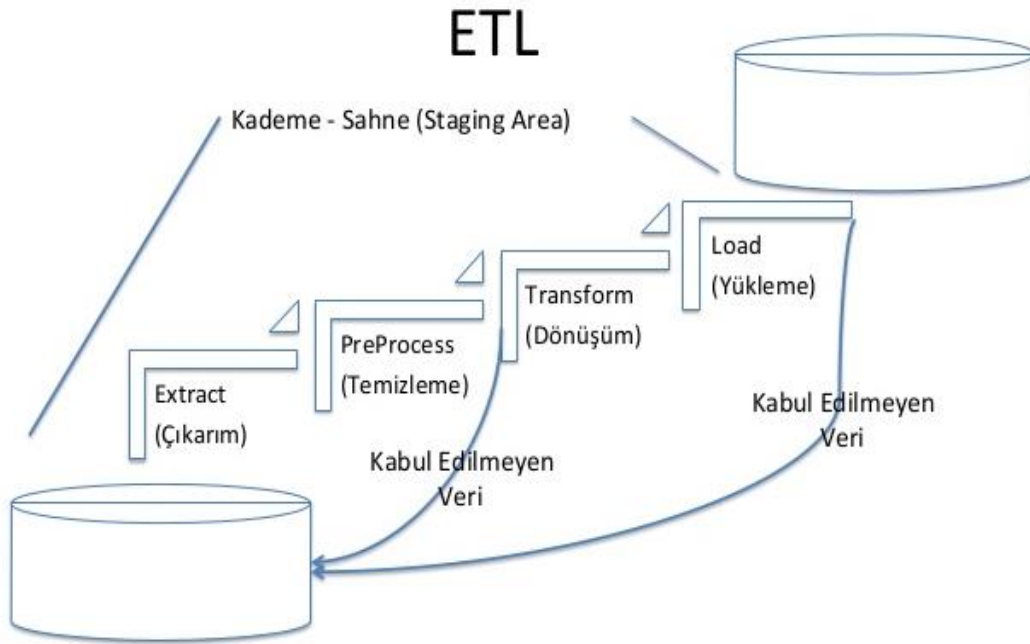 ETL
Kademe - Sahne (Staging Area)
Load
(Yükleme)
Transform
(Dönüşüm)
PreProcess
(Temizleme)
Extract
(Çıkarım)
Kabul Edilmeyen
Veri
Kabul Edilmeyen
Veri